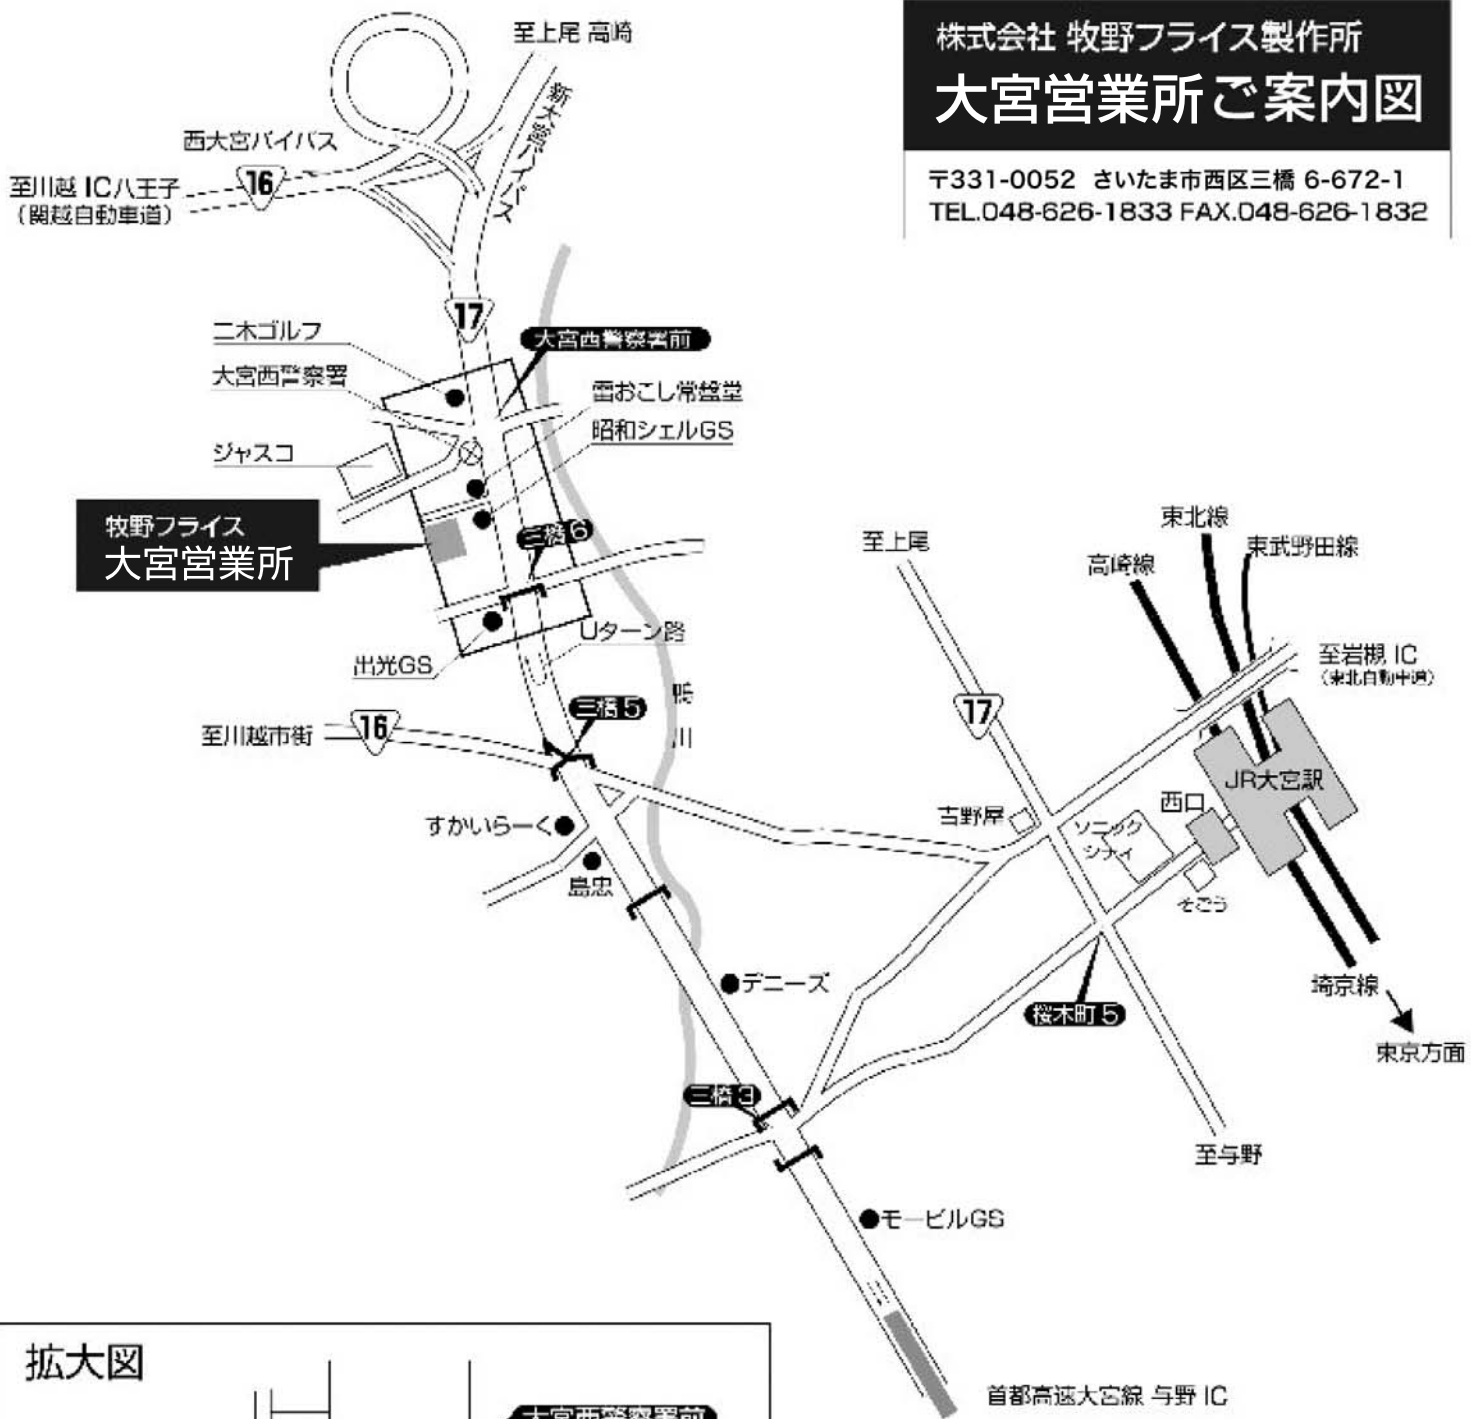 株式会社 牧野フライス製作所
大宮営業所ご案内図
〒331-0052 さいたま市西区三橋 6-672-1
TEL.048-626-1833 FAX.048-626-1832
至上尾 高崎
新大宮バイパス
西大宮バイパス
16
至川越 IC八王子
（関越自動車道）
17
二木ゴルフ
大宮西警察署前
大宮西警察署
雷おこし常盤堂
昭和シェルGS
ジャスコ
牧野フライス
大宮営業所
三橋 6
東北線
至上尾
東武野田線
高崎線
Uターン路
出光GS
至岩槻 IC
（東北自動車道）
鴨川
三橋 5
17
16
至川越市街
JR大宮駅
西口
吉野屋
ソニック
シティ
すかいらーく
島忠
そごう
デニーズ
埼京線
桜木町 5
東京方面
三橋 3
至与野
モービルGS
拡大図
首都高速大宮線 与野 IC
大宮西警察署前